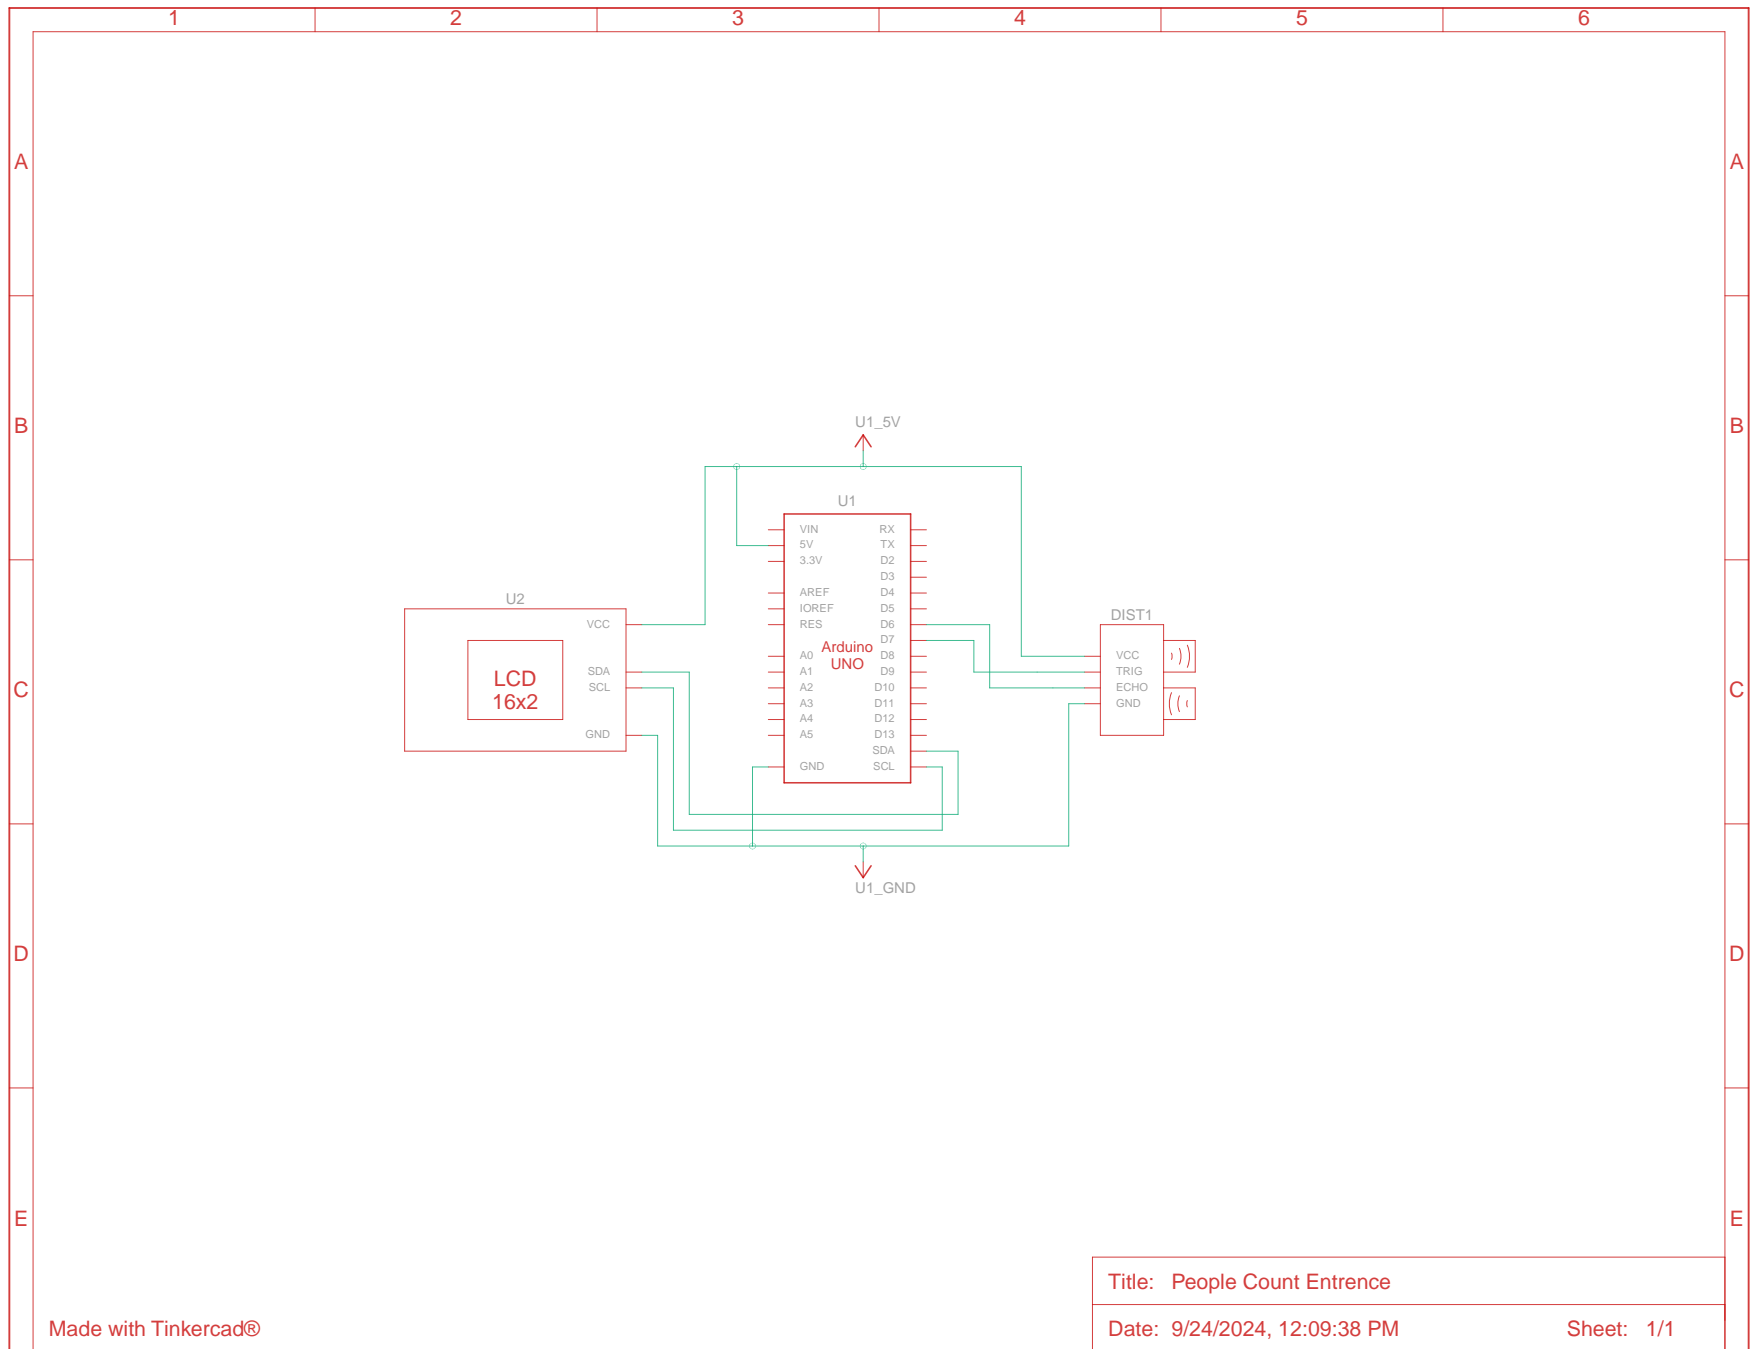 1 2 3 4 5 6
A A
B B
U1_5V
U1
VIN RX
5V TX
3.3V D2
D3
AREF D4
IOREF D5
RES D6
D7
Arduino
UNO
A0 D8
A1 D9
A2 D10
A3 D11
A4 D12
A5 D13
SDA
GND SCL
U2
VCC
SDA
SCL
GND
LCD
16x2
DIST1
VCC
TRIG
ECHO
GND
C C
U1_GND
D D
E E
Title: People Count Entrence
Made with Tinkercad®
Date: 9/24/2024, 12:09:38 PM Sheet: 1/1